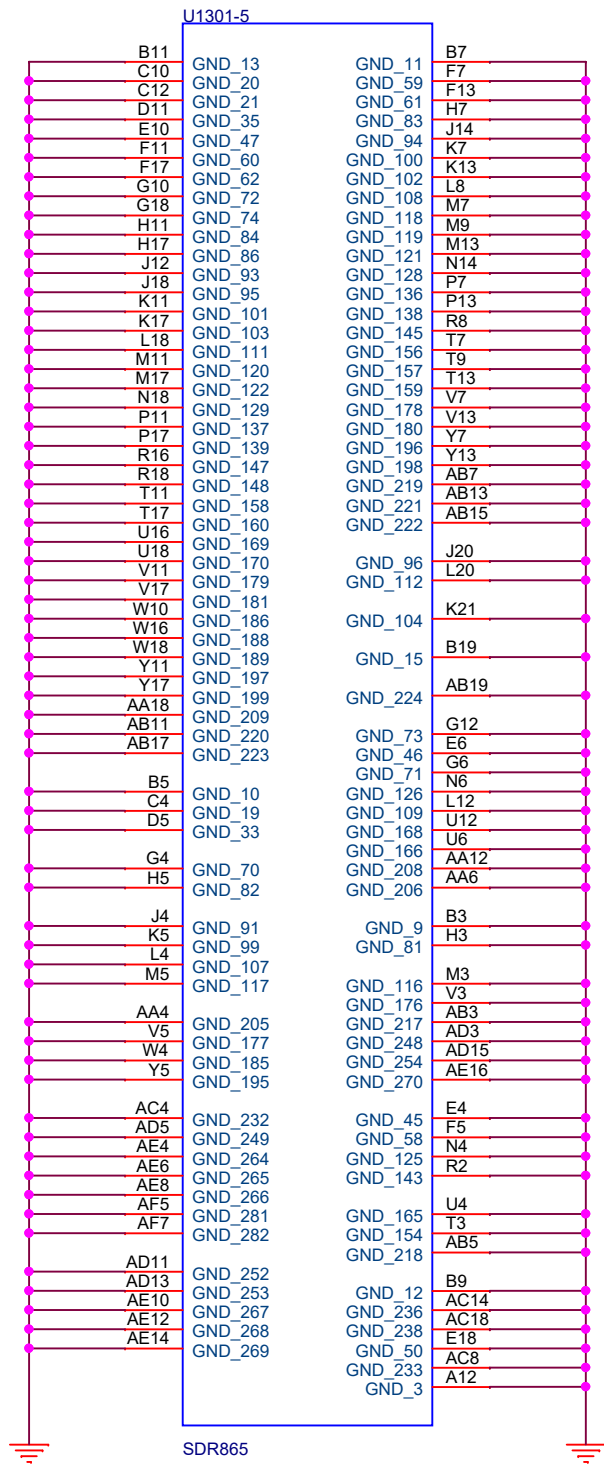 U1301-5
B11 GND_13 GND_11 B7
C10 GND_20 GND_59 F7
C12 GND_21 GND_61 F13
D11 GND_35 GND_83 H7
E10 GND_47 GND_94 J14
F11 GND_60 GND_100 K7
F17 GND_62 GND_102 K13
G10 GND_72 GND_108 L8
G18 GND_74 GND_118 M7
H11 GND_84 GND_119 M9
H17 GND_86 GND_121 M13
J12 GND_93 GND_128 N14
J18 GND_95 GND_136 P7
K11 GND_101 GND_138 P13
K17 GND_103 GND_145 R8
L18 GND_111 GND_156 T7
M11 GND_120 GND_157 T9
M17 GND_122 GND_159 T13
N18 GND_129 GND_178 V7
P11 GND_137 GND_180 V13
P17 GND_139 GND_196 Y7
R16 GND_147 GND_198 Y13
R18 GND_148 GND_219 AB7
T11 GND_158 GND_221 AB13
T17 GND_160 GND_222 AB15
U16 GND_169
U18 GND_170 GND_96 J20
V11 GND_179 GND_112 L20
V17 GND_181
W10 GND_186 GND_104 K21
W16 GND_188
W18 GND_189 GND_15 B19
Y11 GND_197
Y17 GND_199 GND_224 AB19
AA18 GND_209
AB11 GND_220 GND_73 G12
AB17 GND_223 GND_46 E6
GND_71 G6
B5 GND_10 GND_126 N6
C4 GND_19 GND_109 L12
D5 GND_33 GND_168 U12
GND_166 U6
G4 GND_70 GND_208 AA12
H5 GND_82 GND_206 AA6
J4 GND_91 GND_9 B3
K5 GND_99 GND_81 H3
L4 GND_107
M5 GND_117 GND_116 M3
GND_176 V3
AA4 GND_205 GND_217 AB3
V5 GND_177 GND_248 AD3
W4 GND_185 GND_254 AD15
Y5 GND_195 GND_270 AE16
AC4 GND_232 GND_45 E4
AD5 GND_249 GND_58 F5
AE4 GND_264 GND_125 N4
AE6 GND_265 GND_143 R2
AE8 GND_266
AF5 GND_281 GND_165 U4
AF7 GND_282 GND_154 T3
GND_218 AB5
AD11 GND_252
AD13 GND_253 GND_12 B9
AE10 GND_267 GND_236 AC14
AE12 GND_268 GND_238 AC18
AE14 GND_269 GND_50 E18
GND_233 AC8
GND_3 A12
SDR865